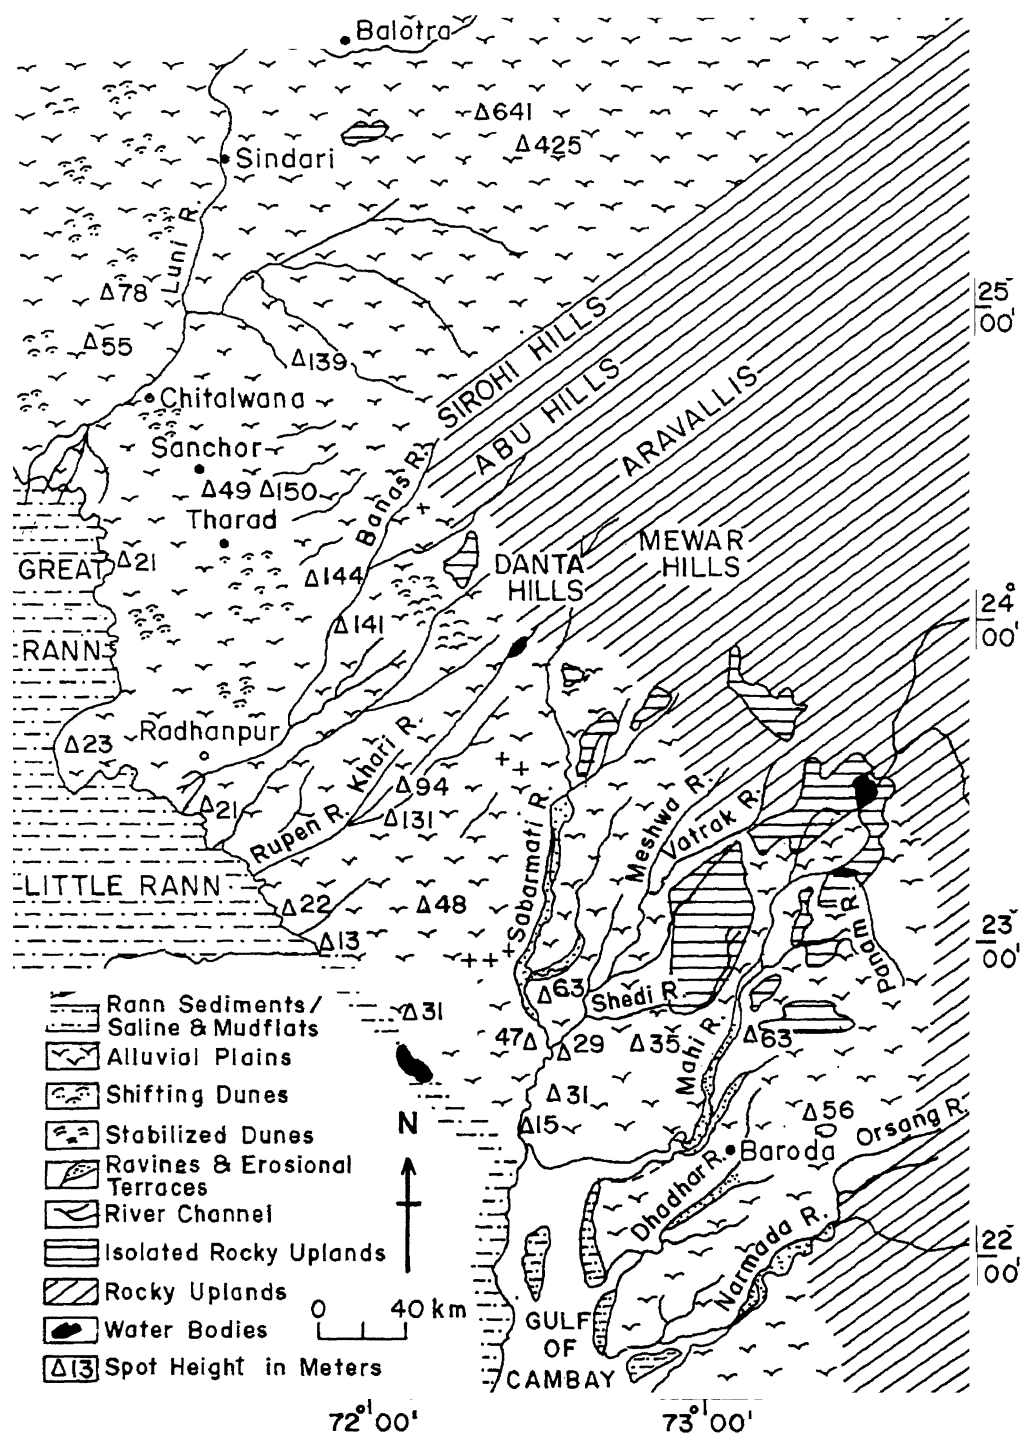 Balotra
Δ641
Δ425
Sindari
Luni R.
Δ78
25°
00'
Δ55
Δ139
SIROHI HILLS
Chitalwana
ABU HILLS
ARAVALLIS
Sanchor
Banas R.
Δ49 Δ150
Tharad
GREAT
Δ21
Δ144
DANTA
HILLS
MEWAR
HILLS
24°
00'
Δ141
RANN
Radhanpur
Δ23
Khari R.
Δ94
Δ21
Δ131
Rupen R.
Sabarmati R.
Meshwa R.
Vatrak R.
LITTLE RANN
Δ22
Δ48
Δ13
Panam R.
23°
00'
Δ63
Shedi R.
Rann Sediments/
Saline & Mudflats
Δ31
47Δ
Δ29
Δ35
Mahi R.
Δ63
Alluvial Plains
Shifting Dunes
Δ31
N
Δ15
Δ56
Orsang R.
Stabilized Dunes
Baroda
Ravines & Erosional
Terraces
Dhadhar R.
River Channel
Isolated Rocky Uplands
Normada R.
22°
00'
Rocky Uplands
0 40 km
Water Bodies
GULF
OF
CAMBAY
Δ13 Spot Height in Meters
72° 00'
73° 00'